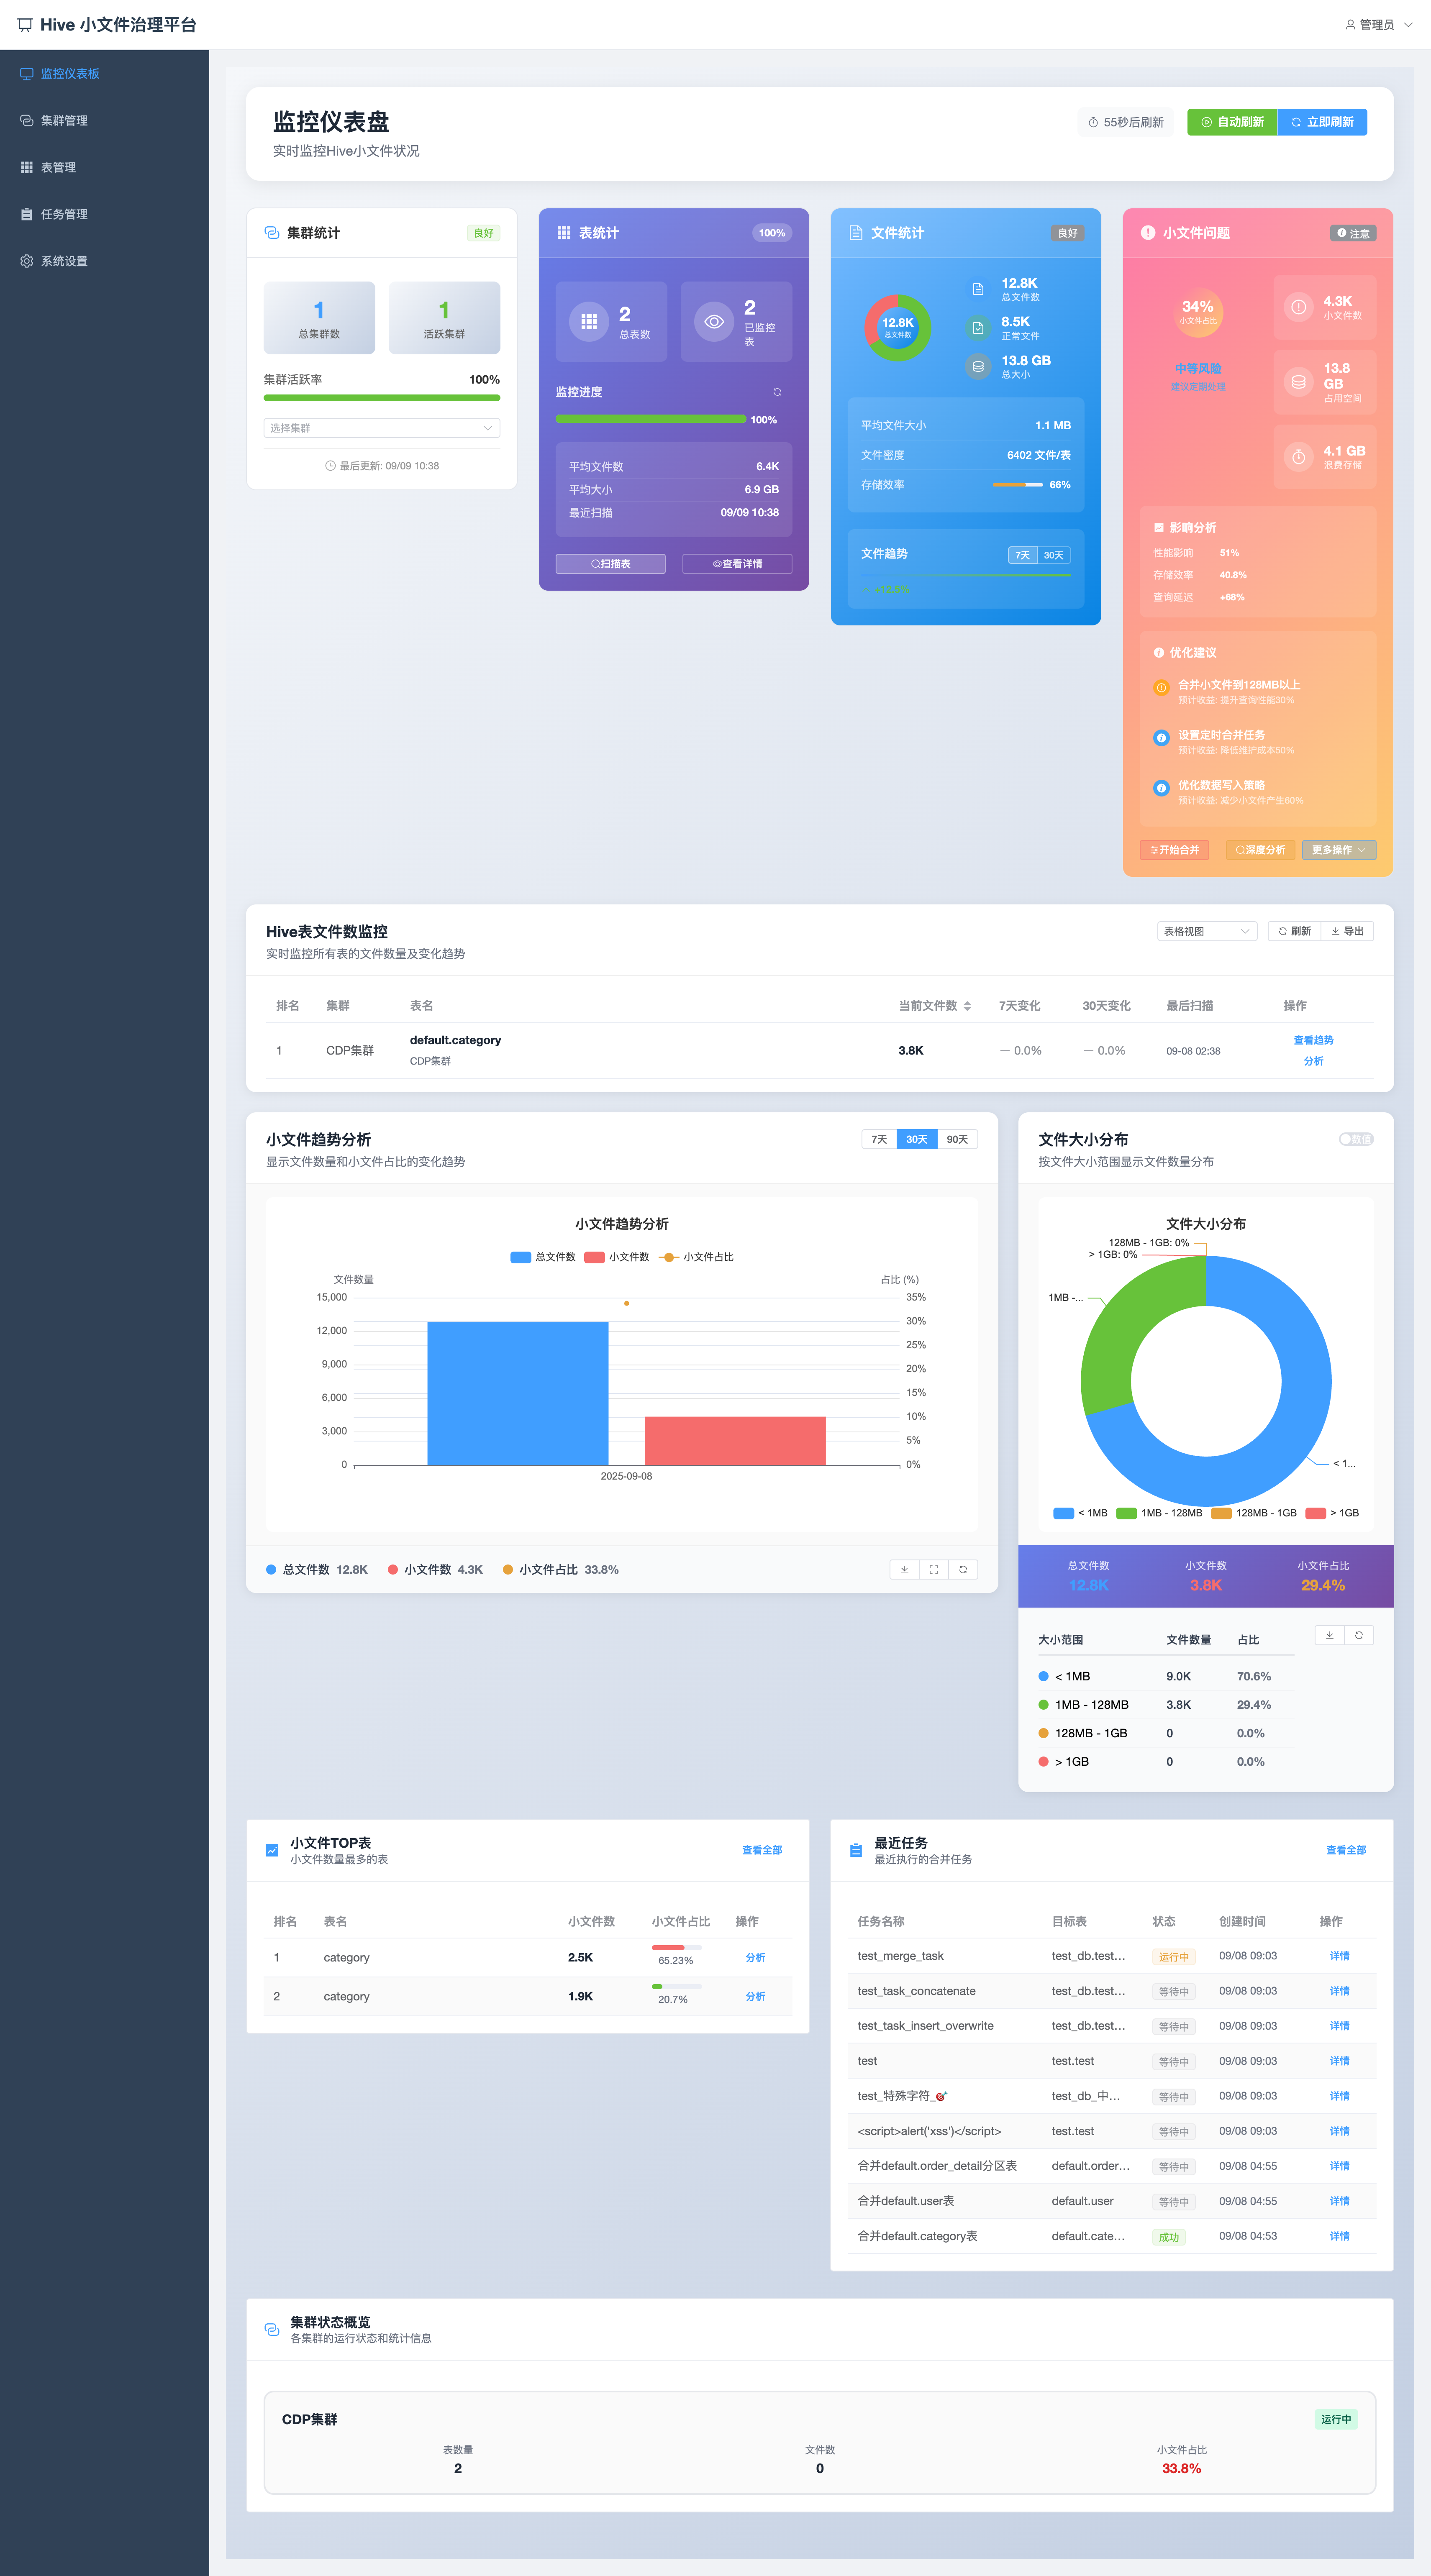 Hive 小文件治理平台
管理员
监控仪表板
集群管理
表管理
任务管理
系统设置
监控仪表盘
实时监控Hive小文件状况
55秒后刷新
自动刷新
立即刷新
集群统计
良好
1
总集群数
1
活跃集群
集群活跃率
100%
选择集群
最后更新: 09/09 10:38
表统计
100%
2
总表数
2
已监控
表
监控进度
100%
平均文件数
6.4K
平均大小
6.9 GB
最近扫描
09/09 10:38
扫描表
查看详情
文件统计
良好
12.8K
总文件数
12.8K
总文件数
8.5K
正常文件
13.8 GB
总大小
平均文件大小
1.1 MB
文件密度
6402 文件/表
存储效率
66%
文件趋势
7天
30天
+12.5%
小文件问题
注意
34%
小文件占比
中等风险
建议定期处理
4.3K
小文件数
13.8
GB
占用空间
4.1 GB
浪费存储
影响分析
性能影响
51%
存储效率
40.8%
查询延迟
+68%
优化建议
合并小文件到128MB以上
预计收益: 提升查询性能30%
设置定时合并任务
预计收益: 降低维护成本50%
优化数据写入策略
预计收益: 减少小文件产生60%
开始合并
深度分析
更多操作
Hive表文件数监控
实时监控所有表的文件数量及变化趋势
表格视图
刷新
导出
排名 集群 表名 当前文件数 7天变化 30天变化 最后扫描 操作
1 CDP集群 default.category 3.8K — 0.0% — 0.0% 09-08 02:38 查看趋势
CDP集群 分析
小文件趋势分析
显示文件数量和小文件占比的变化趋势
7天
30天
90天
小文件趋势分析
总文件数 小文件数 小文件占比
文件数量
占比 (%)
15,000
12,000
9,000
6,000
3,000
0
35%
30%
25%
20%
15%
10%
5%
0%
2025-09-08
总文件数 12.8K 小文件数 4.3K 小文件占比 33.8%
文件大小分布
按文件大小范围显示文件数量分布
数值
文件大小分布
128MB - 1GB: 0%
> 1GB: 0%
1MB -...
< 1...
< 1MB 1MB - 128MB 128MB - 1GB > 1GB
总文件数 小文件数 小文件占比
12.8K 3.8K 29.4%
大小范围 文件数量 占比
< 1MB 9.0K 70.6%
1MB - 128MB 3.8K 29.4%
128MB - 1GB 0 0.0%
> 1GB 0 0.0%
小文件TOP表
小文件数量最多的表
查看全部
排名 表名 小文件数 小文件占比 操作
1 category 2.5K 65.23% 分析
2 category 1.9K 20.7% 分析
最近任务
最近执行的合并任务
查看全部
任务名称 目标表 状态 创建时间 操作
test_merge_task test_db.test... 运行中 09/08 09:03 详情
test_task_concatenate test_db.test... 等待中 09/08 09:03 详情
test_task_insert_overwrite test_db.test... 等待中 09/08 09:03 详情
test test.test 等待中 09/08 09:03 详情
test_特殊字符_🎯 test_db_中... 等待中 09/08 09:03 详情
<script>alert('xss')</script> test.test 等待中 09/08 09:03 详情
合并default.order_detail分区表 default.order... 等待中 09/08 04:55 详情
合并default.user表 default.user 等待中 09/08 04:55 详情
合并default.category表 default.cate... 成功 09/08 04:53 详情
集群状态概览
各集群的运行状态和统计信息
CDP集群
运行中
表数量 文件数 小文件占比
2 0 33.8%